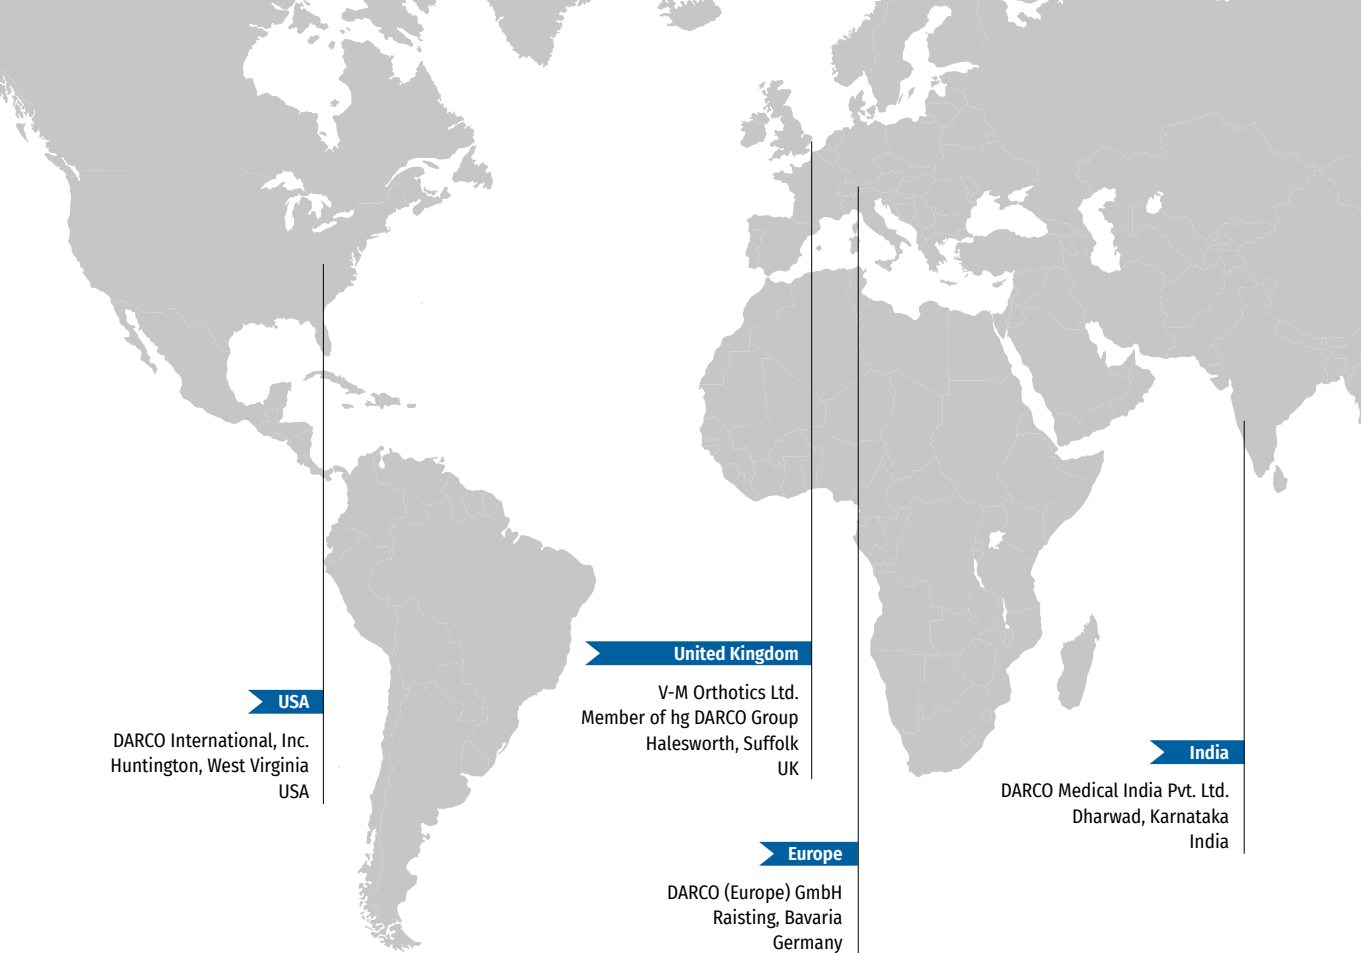 United Kingdom
V-M Orthotics Ltd.
Member of hg DARCO Group
Halesworth, Suffolk
UK
USA
DARCO International, Inc.
Huntington, West Virginia
USA
India
DARCO Medical India Pvt. Ltd.
Dharwad, Karnataka
India
Europe
DARCO (Europe) GmbH
Raisting, Bavaria
Germany